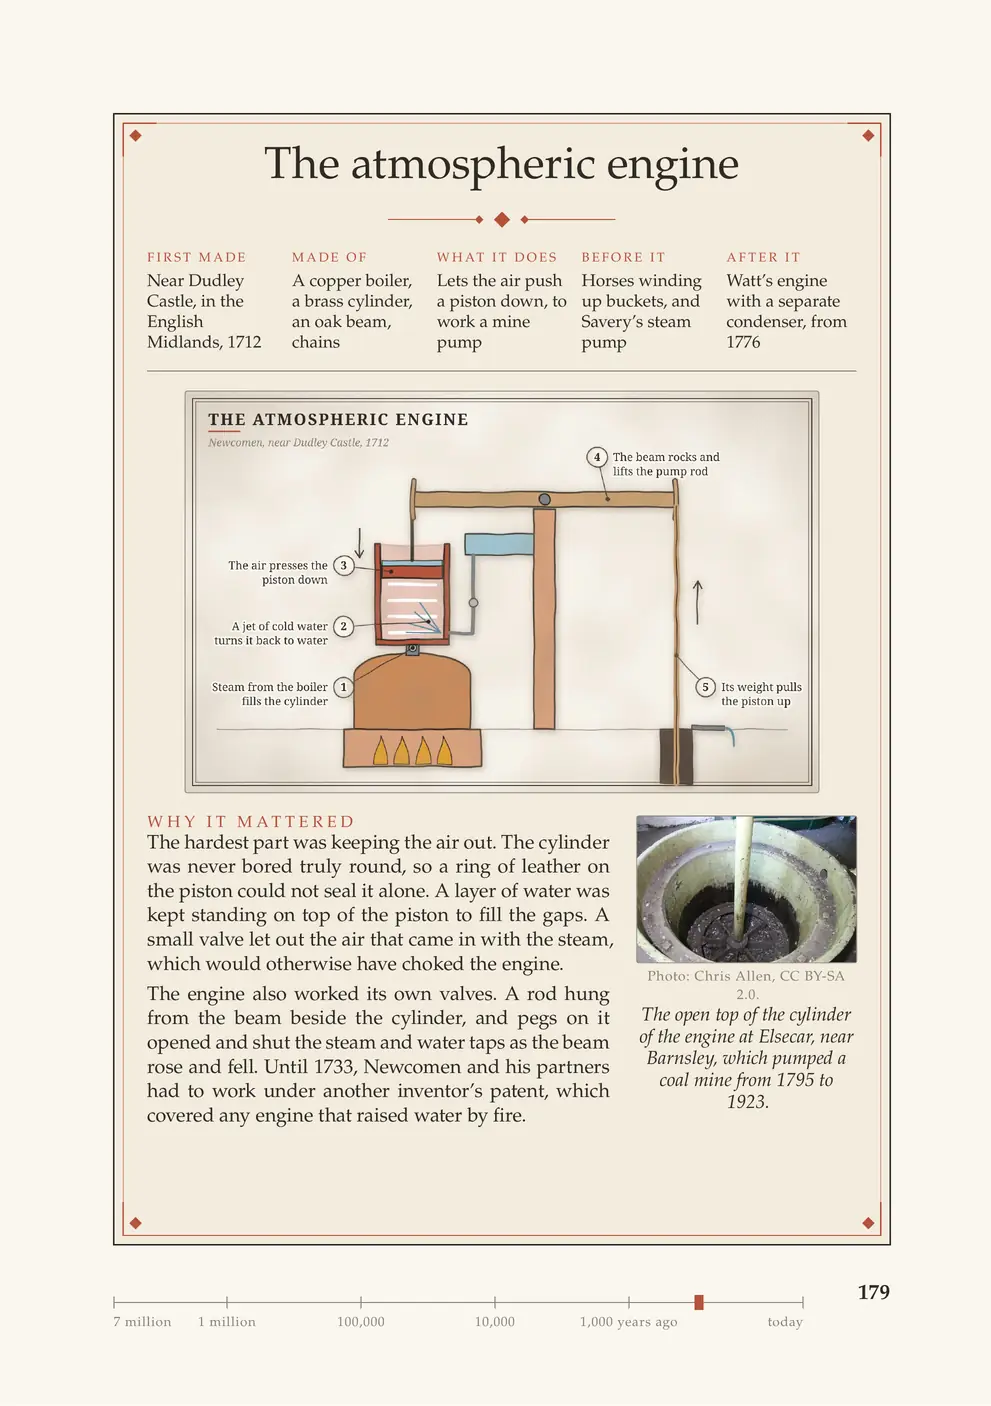 The atmospheric engine
FIRST MADE
Near Dudley
Castle, in the
English
Midlands, 1712
MADE OF
A copper boiler,
a brass cylinder,
an oak beam,
chains
WHAT IT DOES
Lets the air push
a piston down, to
work a mine
pump
BEFORE IT
Horses winding
up buckets, and
Savery’s steam
pump
AFTER IT
Watt’s engine
with a separate
condenser, from
1776
THE ATMOSPHERIC ENGINE
Newcomen, near Dudley Castle, 1712
4 The beam rocks and
lifts the pump rod
The air presses the 3
piston down
A jet of cold water 2
turns it back to water
Steam from the boiler 1
fills the cylinder
5 Its weight pulls
the piston up
WHY IT MATTERED
The hardest part was keeping the air out. The cylinder
was never bored truly round, so a ring of leather on
the piston could not seal it alone. A layer of water was
kept standing on top of the piston to fill the gaps. A
small valve let out the air that came in with the steam,
which would otherwise have choked the engine.
The engine also worked its own valves. A rod hung
from the beam beside the cylinder, and pegs on it
opened and shut the steam and water taps as the beam
rose and fell. Until 1733, Newcomen and his partners
had to work under another inventor’s patent, which
covered any engine that raised water by fire.
Photo: Chris Allen, CC BY-SA
2.0.
The open top of the cylinder
of the engine at Elsecar, near
Barnsley, which pumped a
coal mine from 1795 to
1923.
179
7 million
1 million
100,000
10,000
1,000 years ago
today